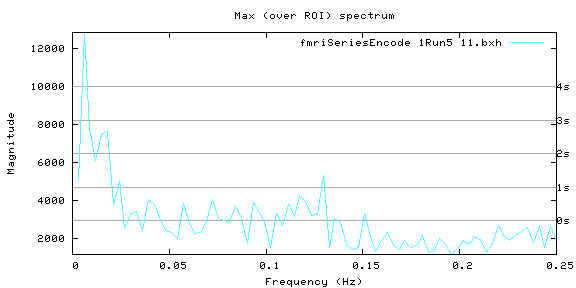 Max (over ROI) spectrum
fmriSeriesEncode 1Run5 11.bxh
12000
10000
8000
6000
4000
2000
4s
3s
2s
1s
0s
Magnitude
0 0.05 0.1 0.15 0.2 0.25
Frequency (Hz)